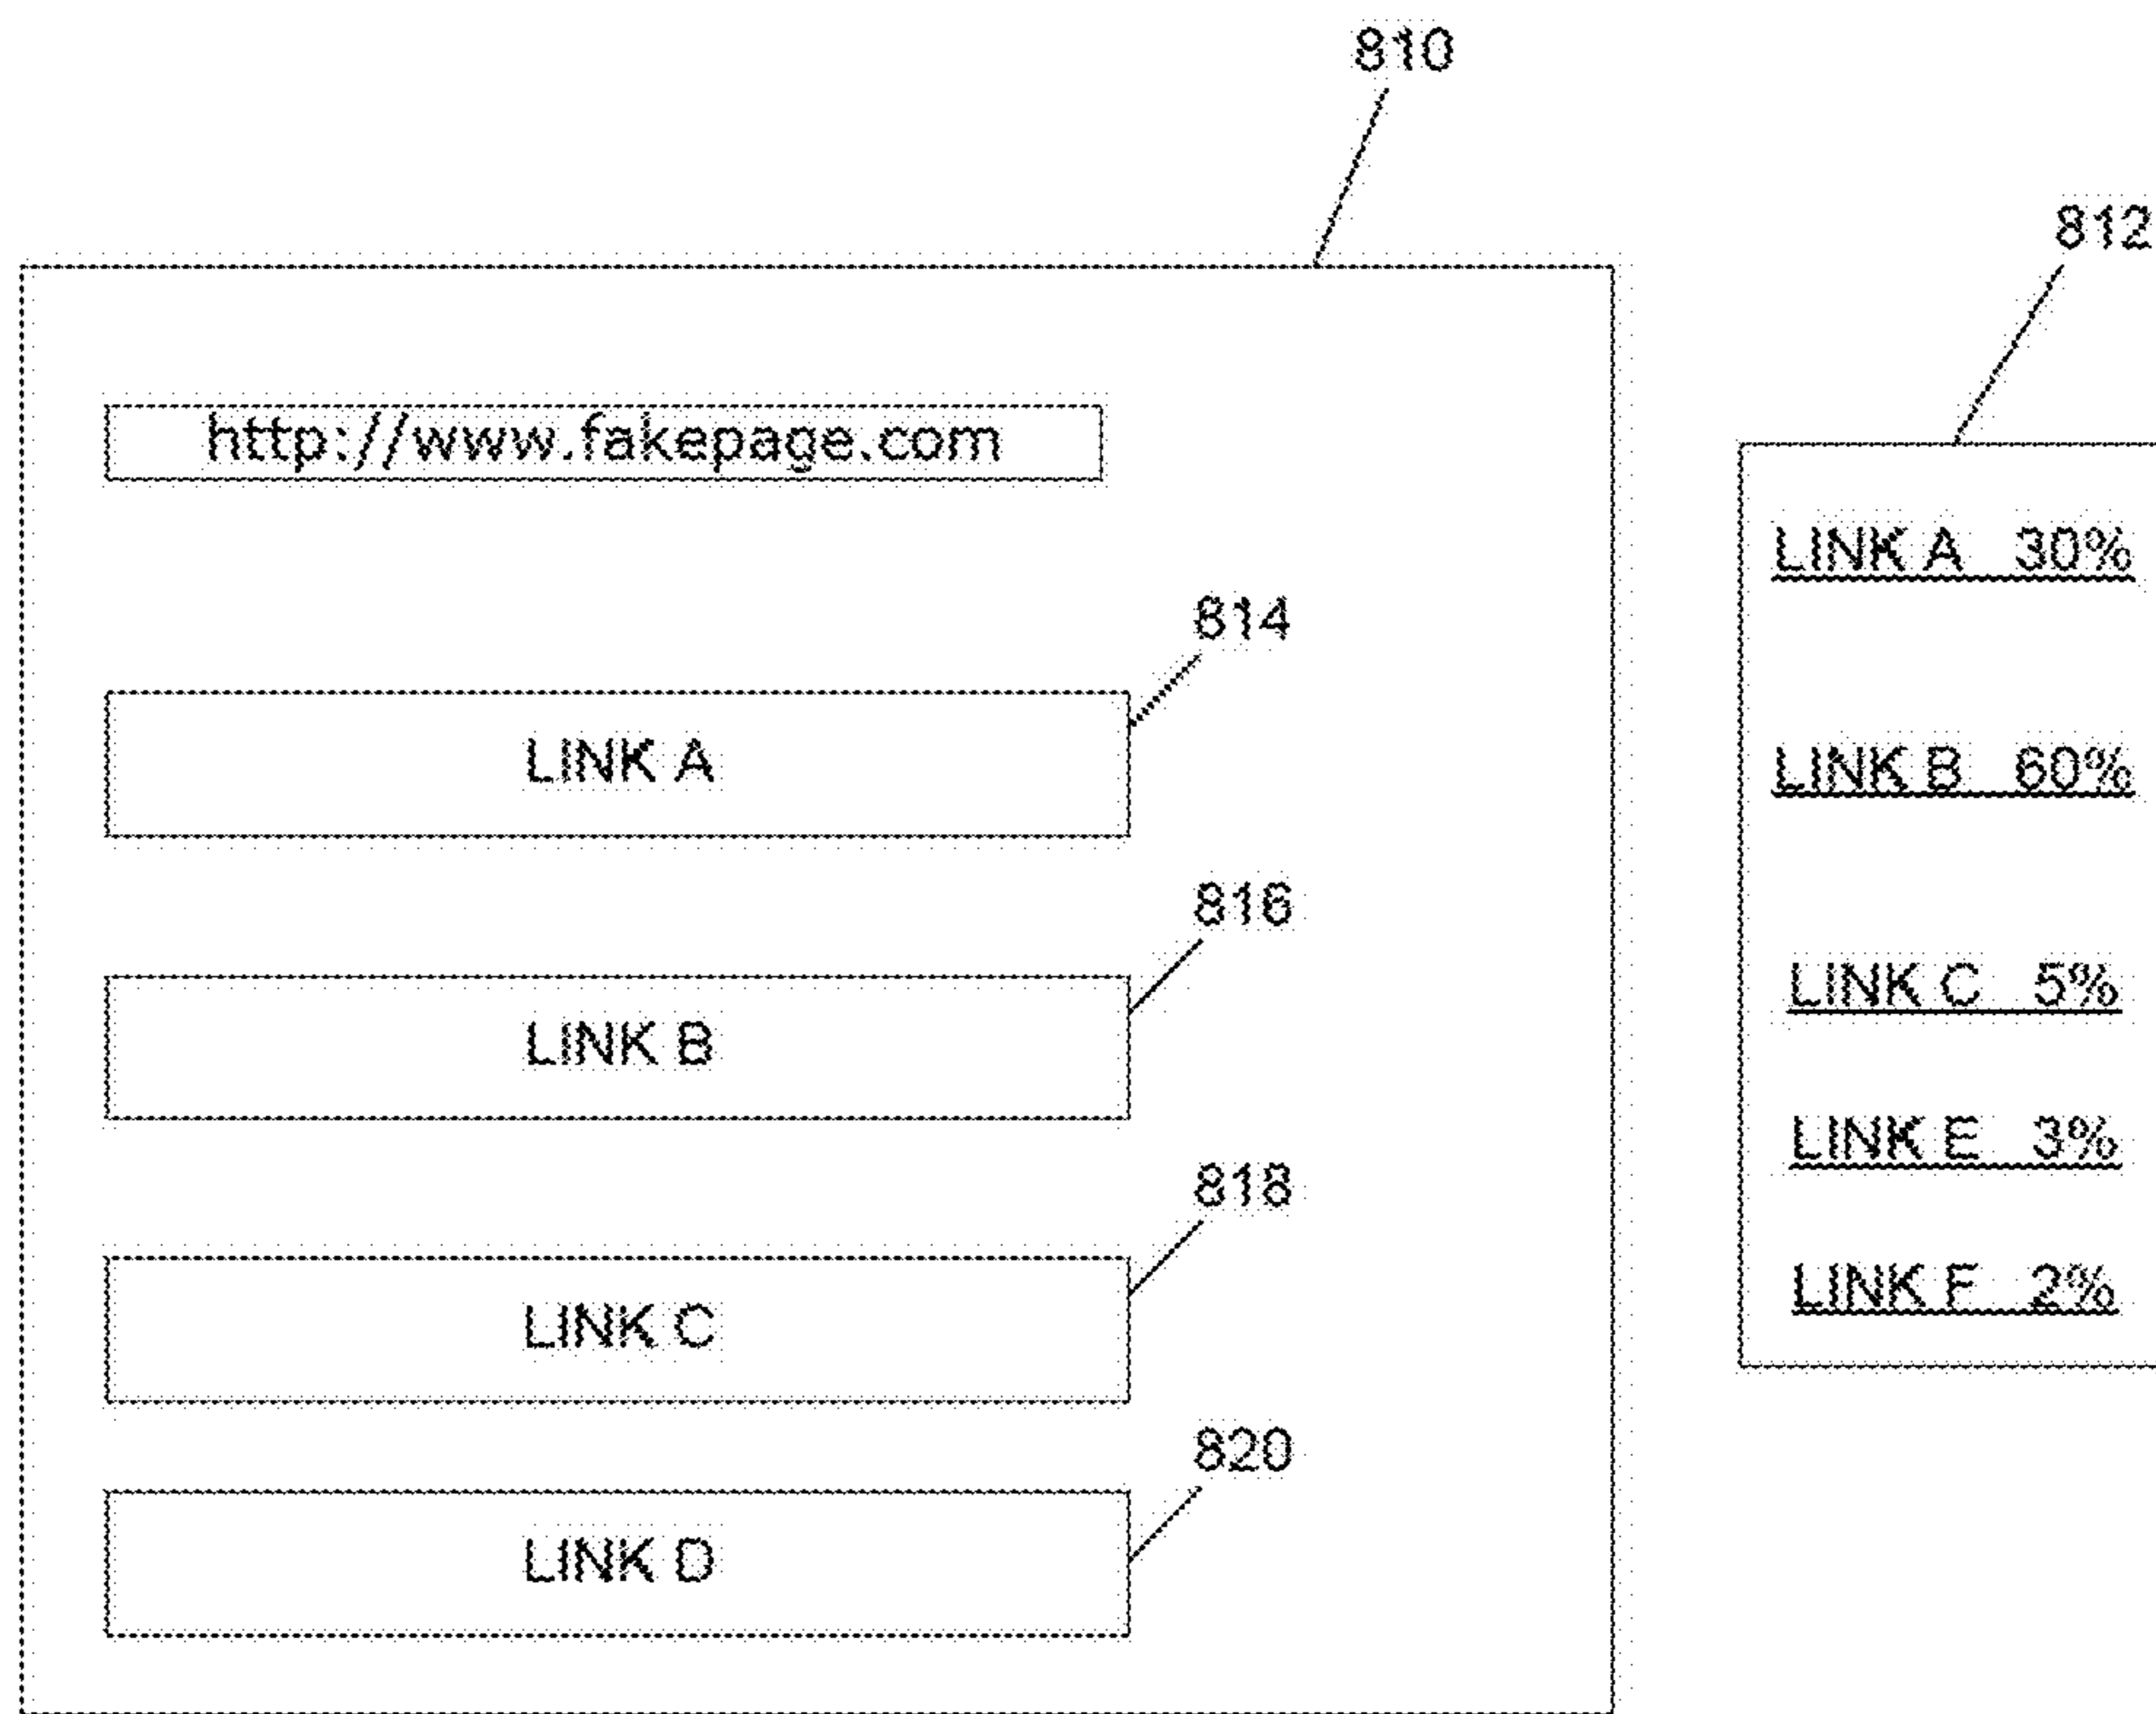 810
812
http://www.fakepage.com
814
LINK A
816
LINK B
818
LINK C
820
LINK D
LINK A 30%
LINK B 60%
LINK C 5%
LINK E 3%
LINK F 2%